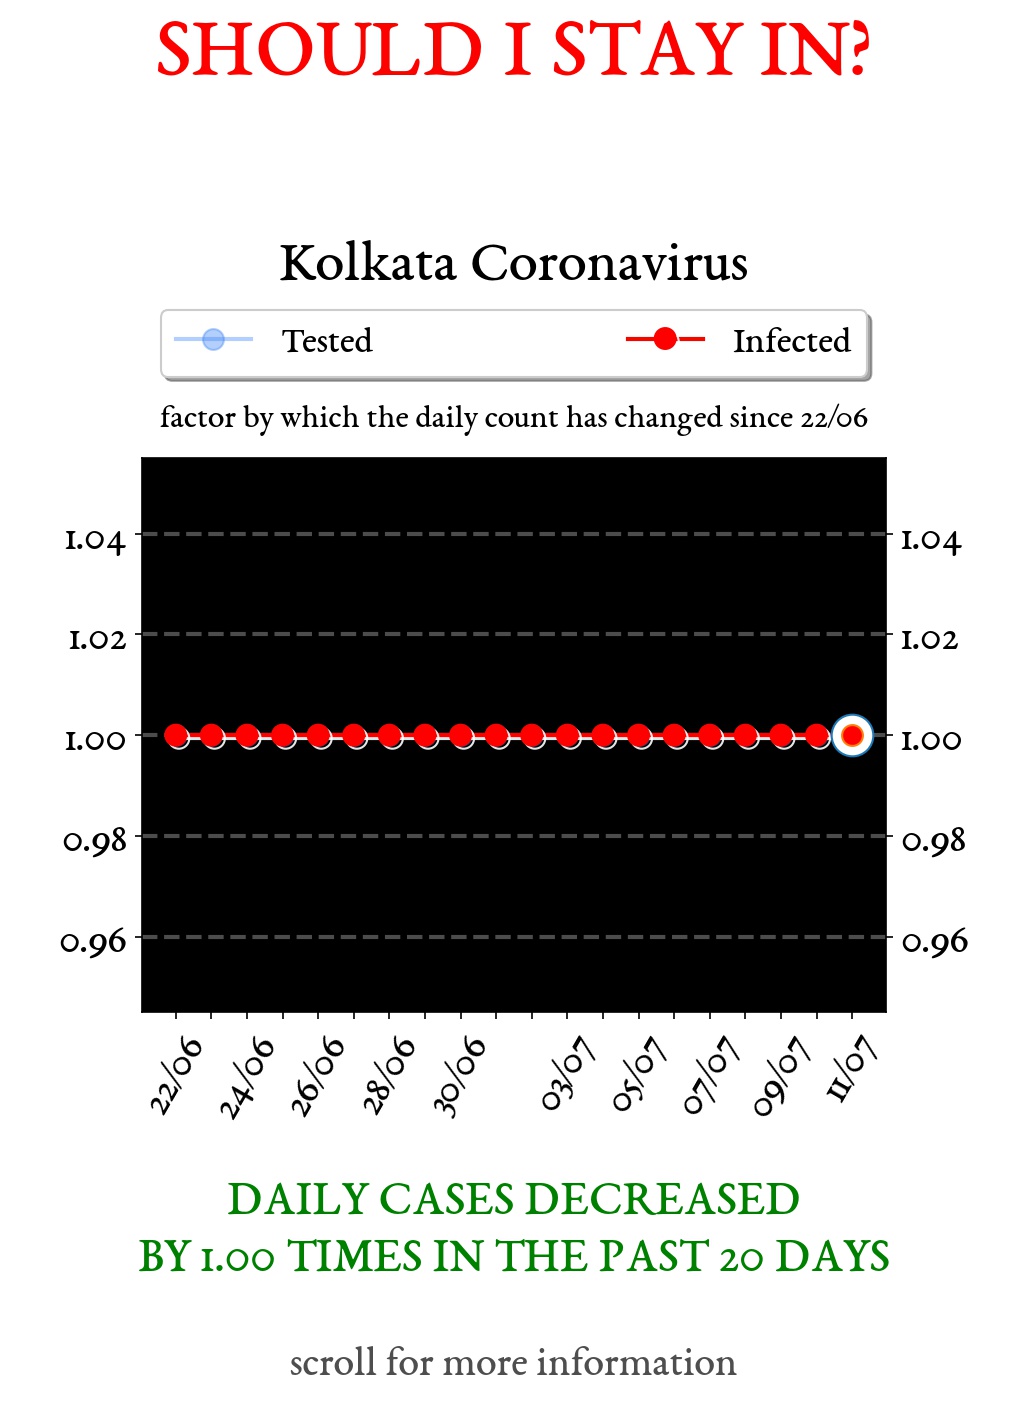 SHOULD I STAY IN?
Kolkata Coronavirus
Tested Infected
factor by which the daily count has changed since 22/06
1.04 1.04
1.02 1.02
1.00 1.00
0.98 0.98
0.96 0.96
22/06 24/06 26/06 28/06 30/06 03/07 05/07 07/07 09/07 11/07
DAILY CASES DECREASED
BY 1.00 TIMES IN THE PAST 20 DAYS
scroll for more information